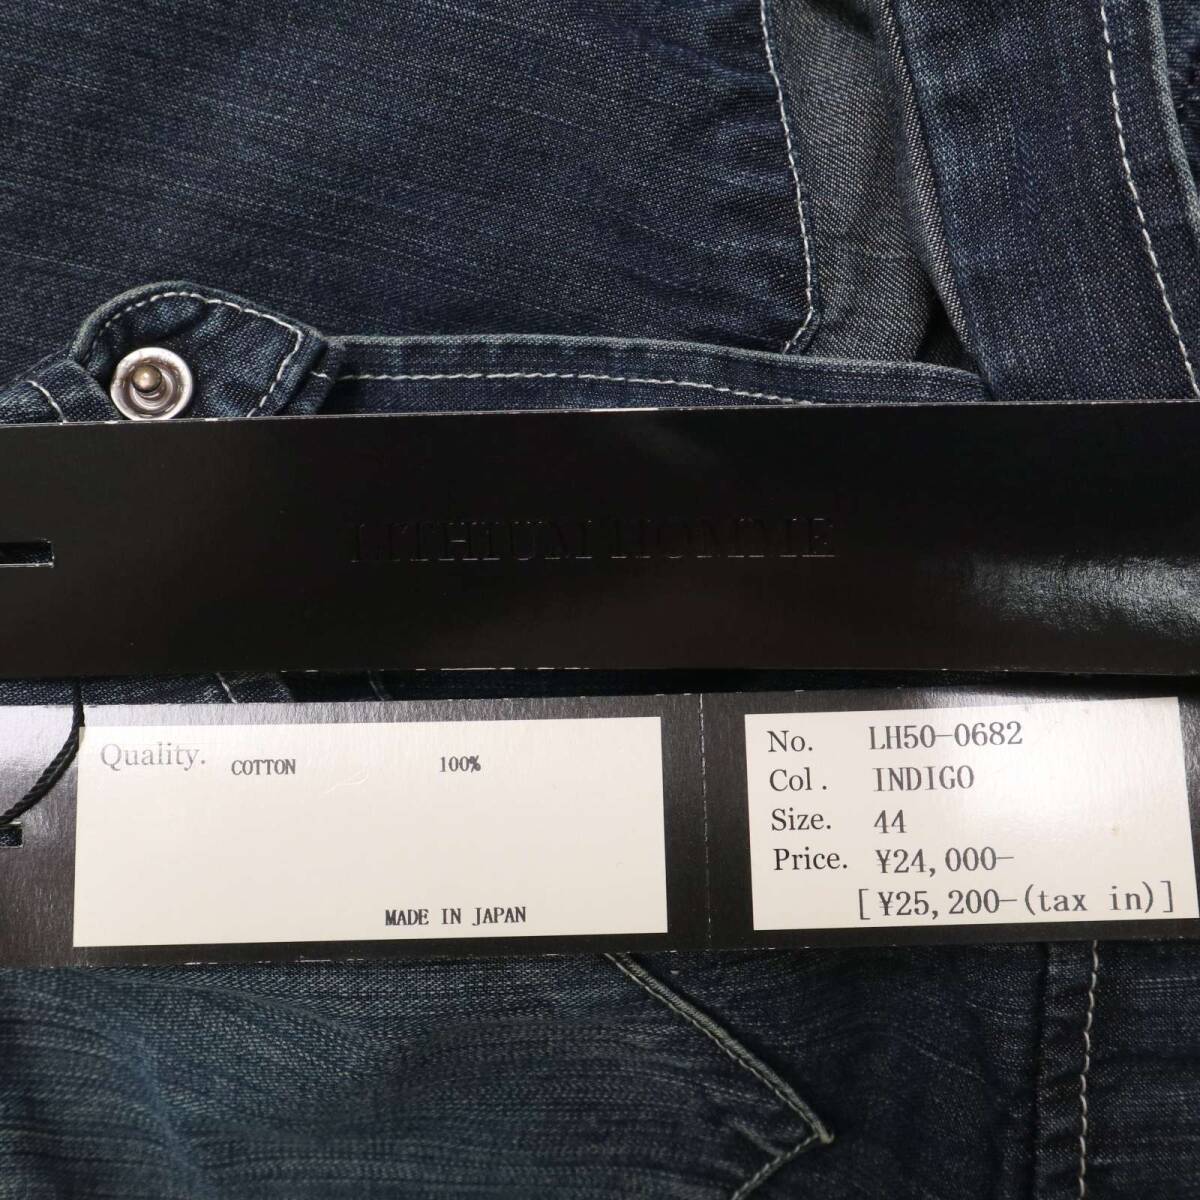 LITHIUM HOMME
Quality. COTTON 100%
MADE IN JAPAN
No. LH50-0682
Col. INDIGO
Size. 44
Price. ¥24,000-
[¥25,200-(tax in)]